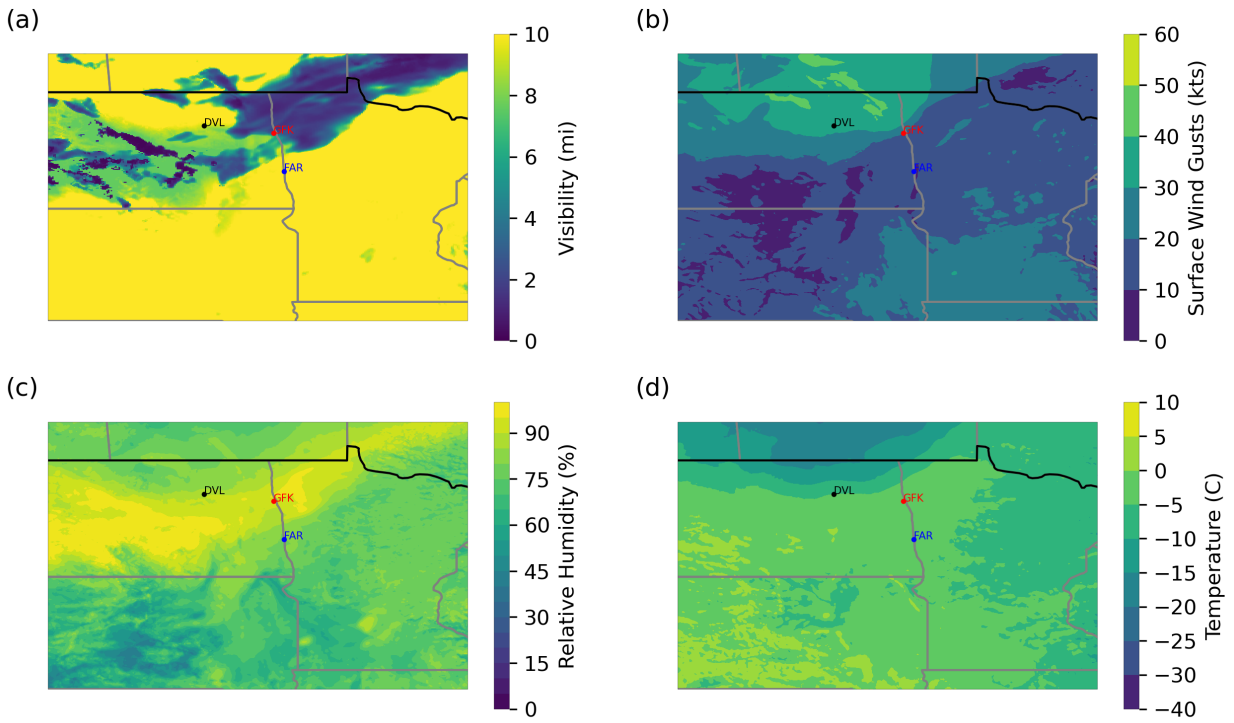 (a)
DVL
GFK
FAR
10
8
6
4
2
0
Visibility (mi)
(b)
DVL
GFK
FAR
60
50
40
30
20
10
0
Surface Wind Gusts (kts)
(c)
DVL
GFK
FAR
90
75
60
45
30
15
0
Relative Humidity (%)
(d)
DVL
GFK
FAR
10
5
0
−5
−10
−15
−20
−25
−30
−40
Temperature (C)